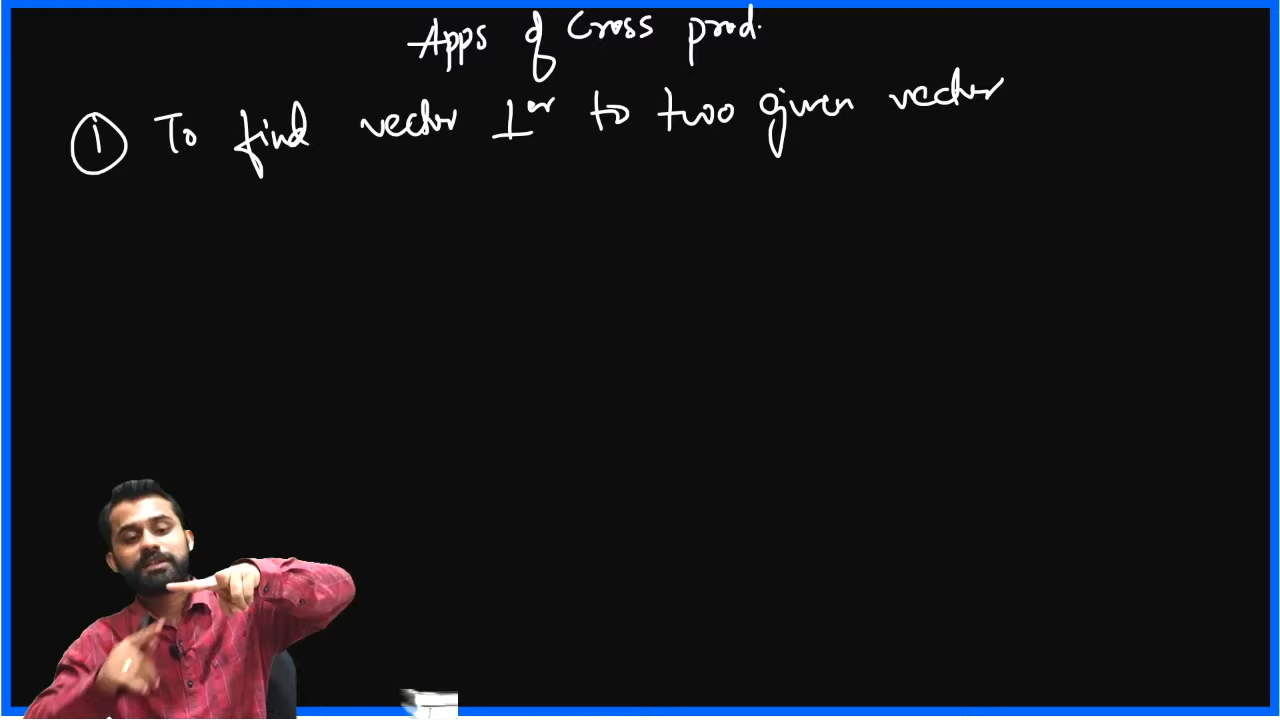 Apps of Cross prod.
① To find vector ⊥ar to two given vector